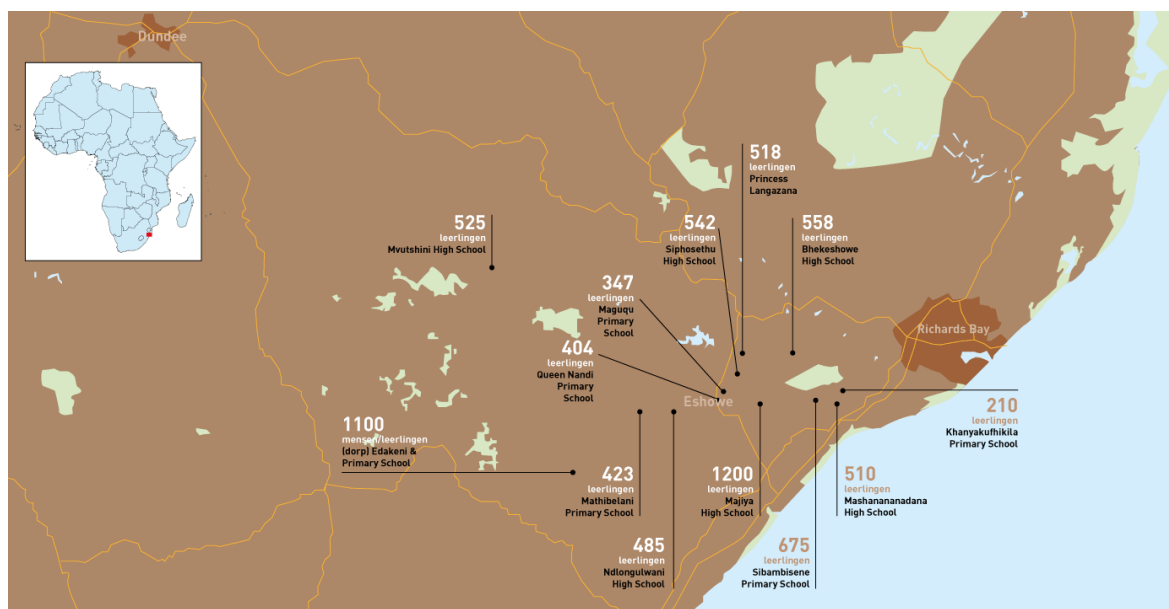 Dundee
518
leerlingen
Princess
Langazana
525
leerlingen
Mvutshini High School
542
leerlingen
Siphosethu
High School
558
leerlingen
Bhekeshowe
High School
347
leerlingen
Maguqu
Primary
School
Richards Bay
404
leerlingen
Queen Nandi
Primary
School
Eshowe
210
leerlingen
Khanyakufhikila
Primary School
1100
mensen/leerlingen
(dorp) Edakeni &
Primary School
423
leerlingen
Mathibelani
Primary School
1200
leerlingen
Majiya
High School
510
leerlingen
Mashanananadana
High School
485
leerlingen
Ndlongulwani
High School
675
leerlingen
Sibambisene
Primary School